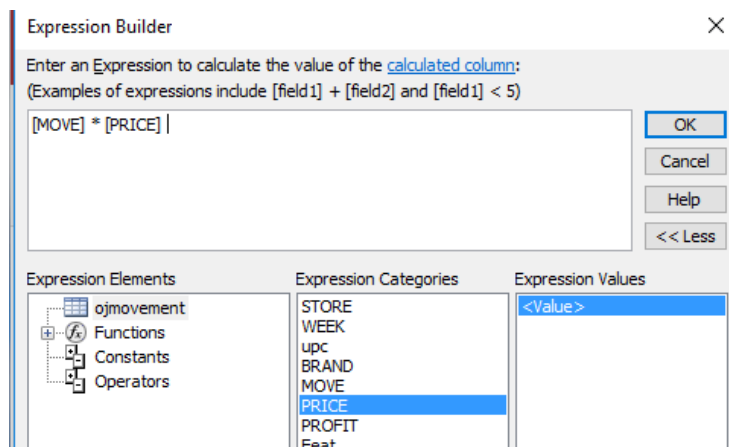 Expression Builder
Enter an Expression to calculate the value of the calculated column:
(Examples of expressions include [field1] + [field2] and [field1] < 5)
[MOVE] * [PRICE]
OK
Cancel
Help
<< Less
Expression Elements
ojmovement
Functions
Constants
Operators
Expression Categories
STORE
WEEK
upc
BRAND
MOVE
PRICE
PROFIT
Feat
Expression Values
<Value>